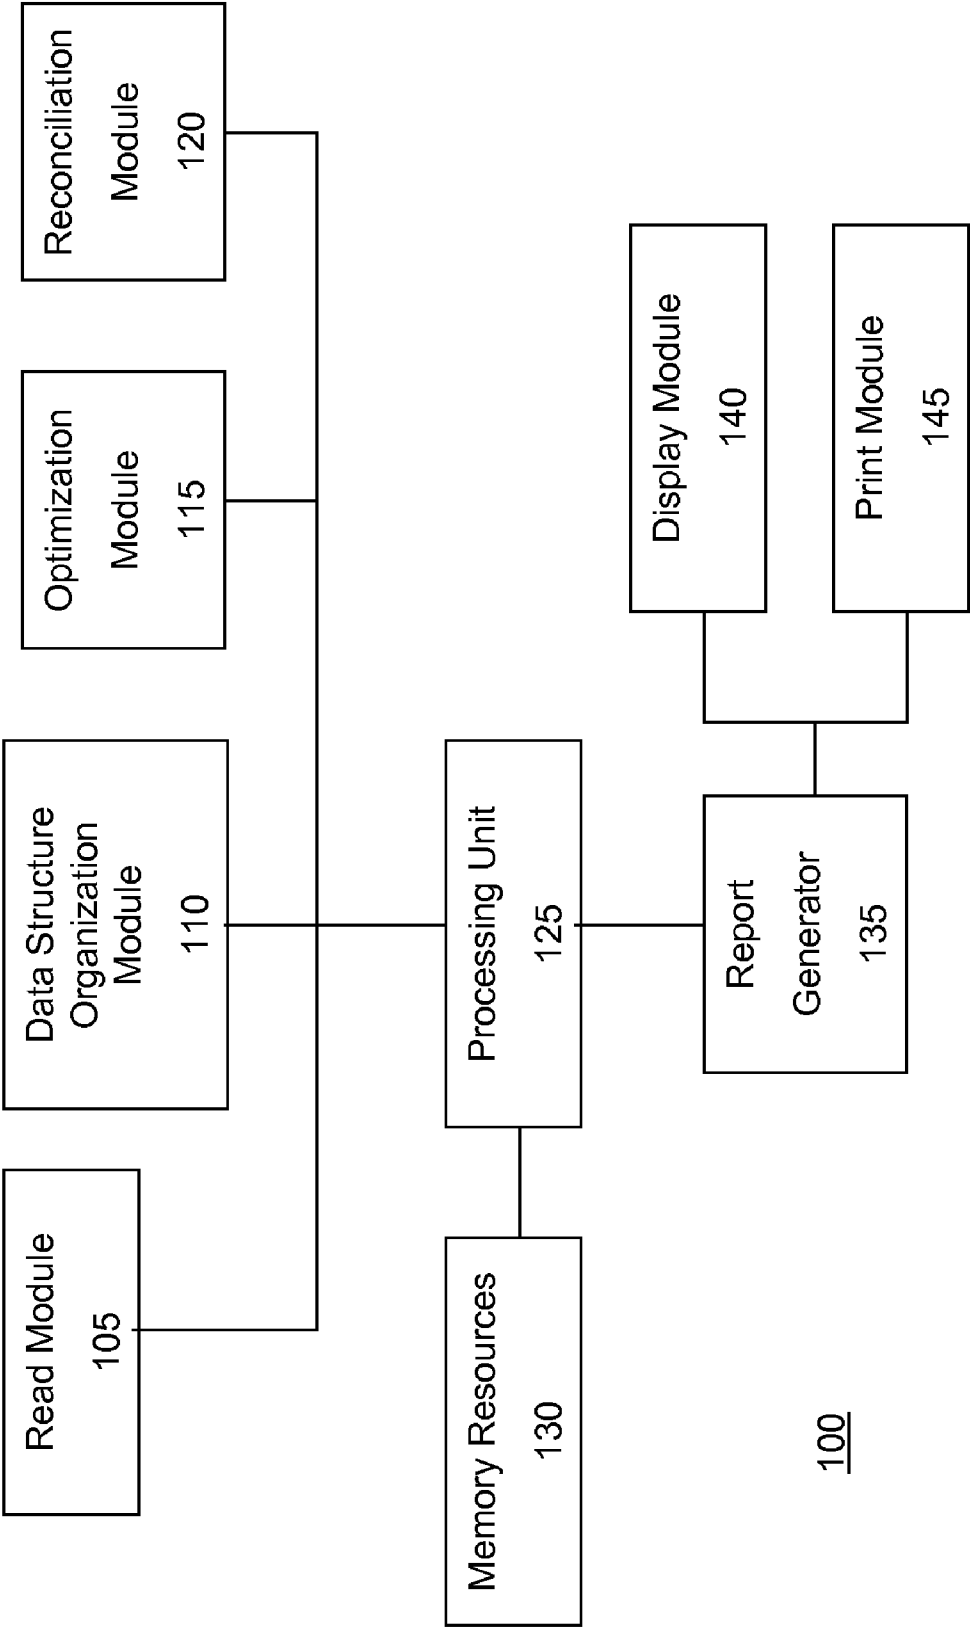 Read Module
105
Data Structure
Organization
Module
110
Optimization
Module
115
Reconciliation
Module
120
Memory Resources
130
Processing Unit
125
Report
Generator
135
Display Module
140
Print Module
145
100